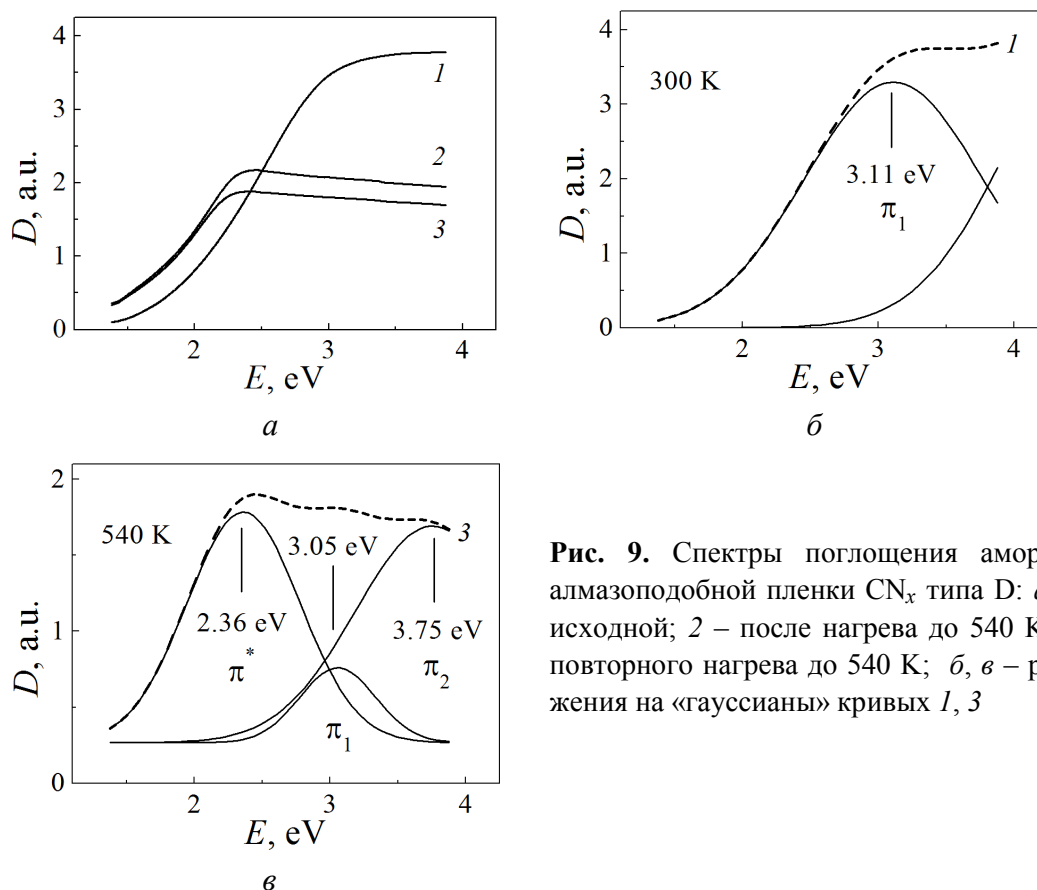 4
3
2
1
0
D, a.u.
1
2
3
2
3
4
E, eV
а
4
3
2
1
0
D, a.u.
300 K
1
3.11 eV
π1
2
3
4
E, eV
б
2
1
0
D, a.u.
540 K
3.05 eV
3
2.36 eV
3.75 eV
π*
π2
π1
2
3
4
E, eV
в
Рис. 9. Спектры поглощения амор
алмазоподобной пленки CNx типа D:
исходной; 2 – после нагрева до 540 K
повторного нагрева до 540 K; б, в – р
жения на «гауссианы» кривых 1, 3